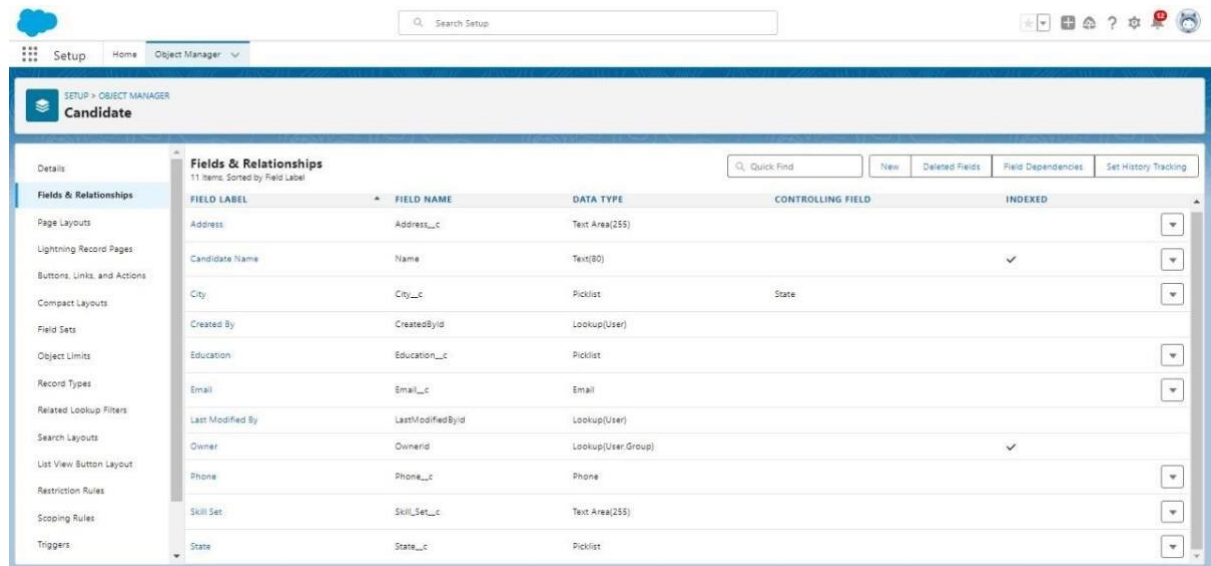 Search Setup
52
Setup Home Object Manager
SETUP > OBJECT MANAGER
Candidate
Details
Fields & Relationships
Page Layouts
Lightning Record Pages
Buttons, Links, and Actions
Compact Layouts
Field Sets
Object Limits
Record Types
Related Lookup Filters
Search Layouts
List View Button Layout
Restriction Rules
Scoping Rules
Triggers
Fields & Relationships
11 Items. Sorted by Field Label
Quick Find New Deleted Fields Field Dependencies Set History Tracking
FIELD LABEL FIELD NAME DATA TYPE CONTROLLING FIELD INDEXED
Address Address__c Text Area(255)
Candidate Name Name Text(80)
City City__c Picklist State
Created By CreatedById Lookup(User)
Education Education__c Picklist
Email Email__c Email
Last Modified By LastModifiedById Lookup(User)
Owner OwnerId Lookup(User,Group)
Phone Phone__c Phone
Skill Set Skill_Set__c Text Area(255)
State State__c Picklist